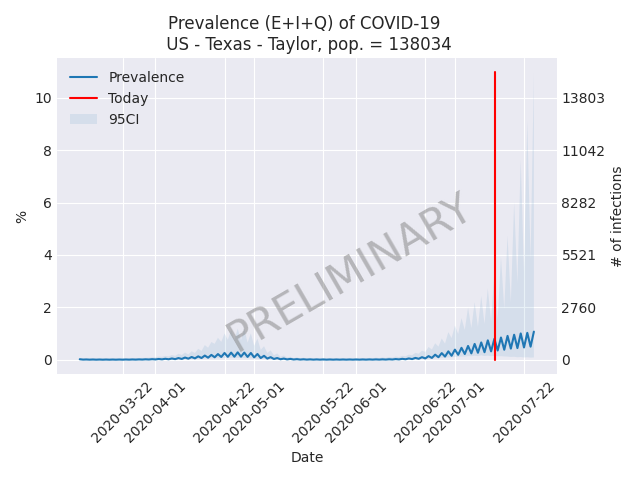 Prevalence (E+I+Q) of COVID-19
US - Texas - Taylor, pop. = 138034
Prevalence
Today
95CI
10
8
6
4
2
0
%
13803
11042
8282
5521
2760
0
# of infections
PRELIMINARY
2020-03-22
2020-04-01
2020-04-22
2020-05-01
2020-05-22
2020-06-01
2020-06-22
2020-07-01
2020-07-22
Date